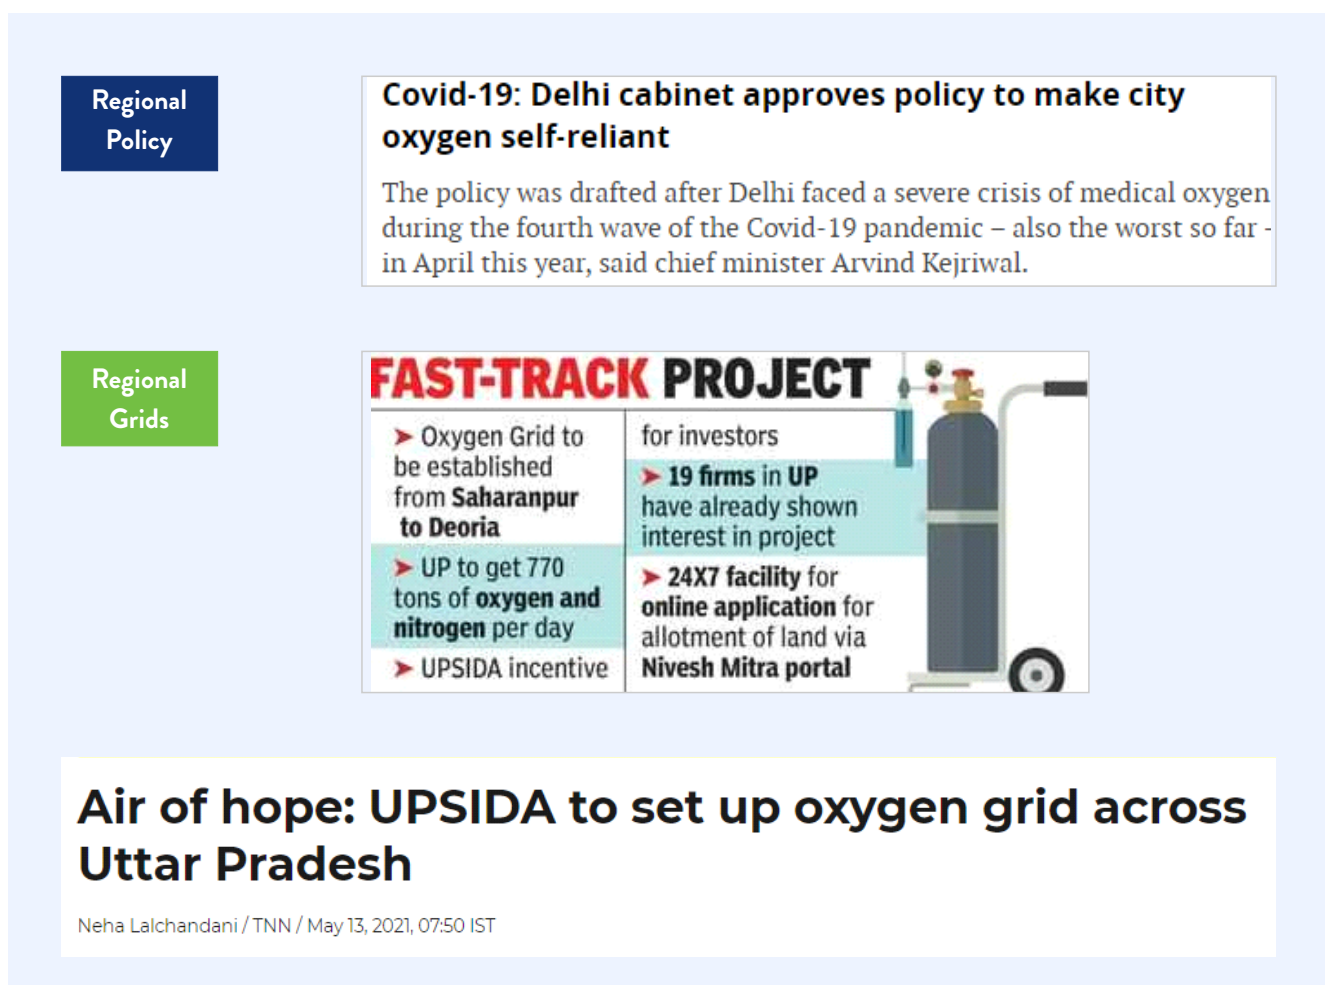 Regional
Policy
Covid-19: Delhi cabinet approves policy to make city
oxygen self-reliant
The policy was drafted after Delhi faced a severe crisis of medical oxygen
during the fourth wave of the Covid-19 pandemic – also the worst so far -
in April this year, said chief minister Arvind Kejriwal.
Regional
Grids
FAST-TRACK PROJECT
➤ Oxygen Grid to
be established
from Saharanpur
to Deoria
➤ UP to get 770
tons of oxygen and
nitrogen per day
➤ UPSIDA incentive
for investors
➤ 19 firms in UP
have already shown
interest in project
➤ 24X7 facility for
online application for
allotment of land via
Nivesh Mitra portal
Air of hope: UPSIDA to set up oxygen grid across
Uttar Pradesh
Neha Lalchandani / TNN / May 13, 2021, 07:50 IST